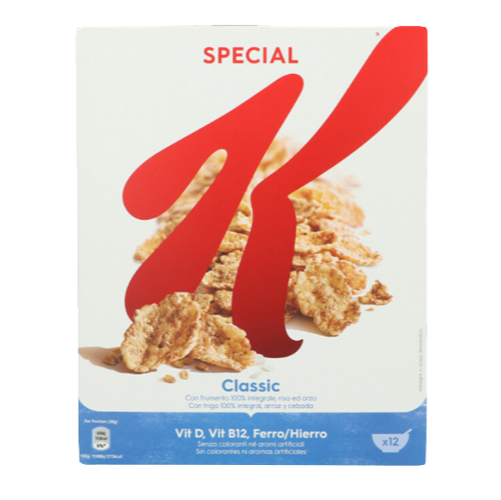 SPECIAL
K
Classic
Con frumento 100% integrale, riso ed orzo
Con trigo 100% integral, arroz y cebada
Vit D, Vit B12, Ferro/Hierro
Senza coloranti né aromi artificiali
Sin colorantes ni aromas artificiales
x12